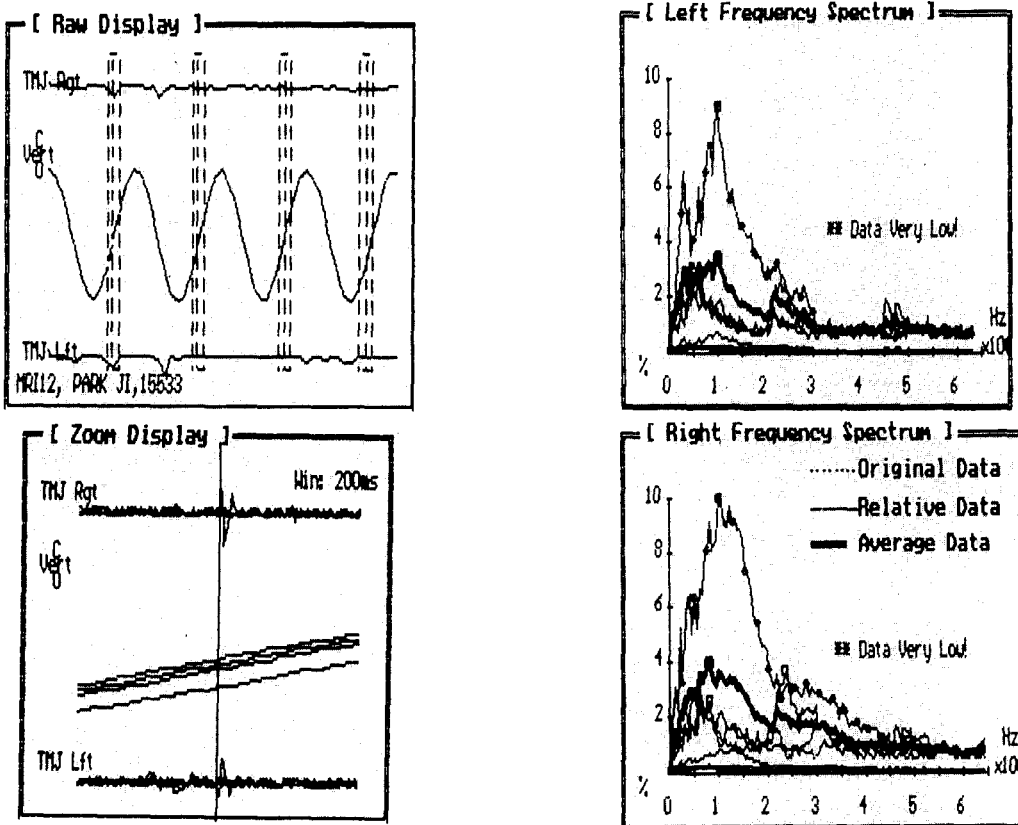 [ Raw Display ]
TMJ Rgt
Vert
TMJ Lft
MRI12, PARK JI,15533
[ Left Frequency Spectrum ]
10
8
6
4
2
** Data Very Low!
Hz
x100
%
0 1 2 3 4 5 6
[ Zoom Display ]
Win: 200ms
TMJ Rgt
Vert
TMJ Lft
[ Right Frequency Spectrum ]
Original Data
Relative Data
Average Data
10
8
6
4
2
** Data Very Low!
Hz
x10
%
0 1 2 3 4 5 6